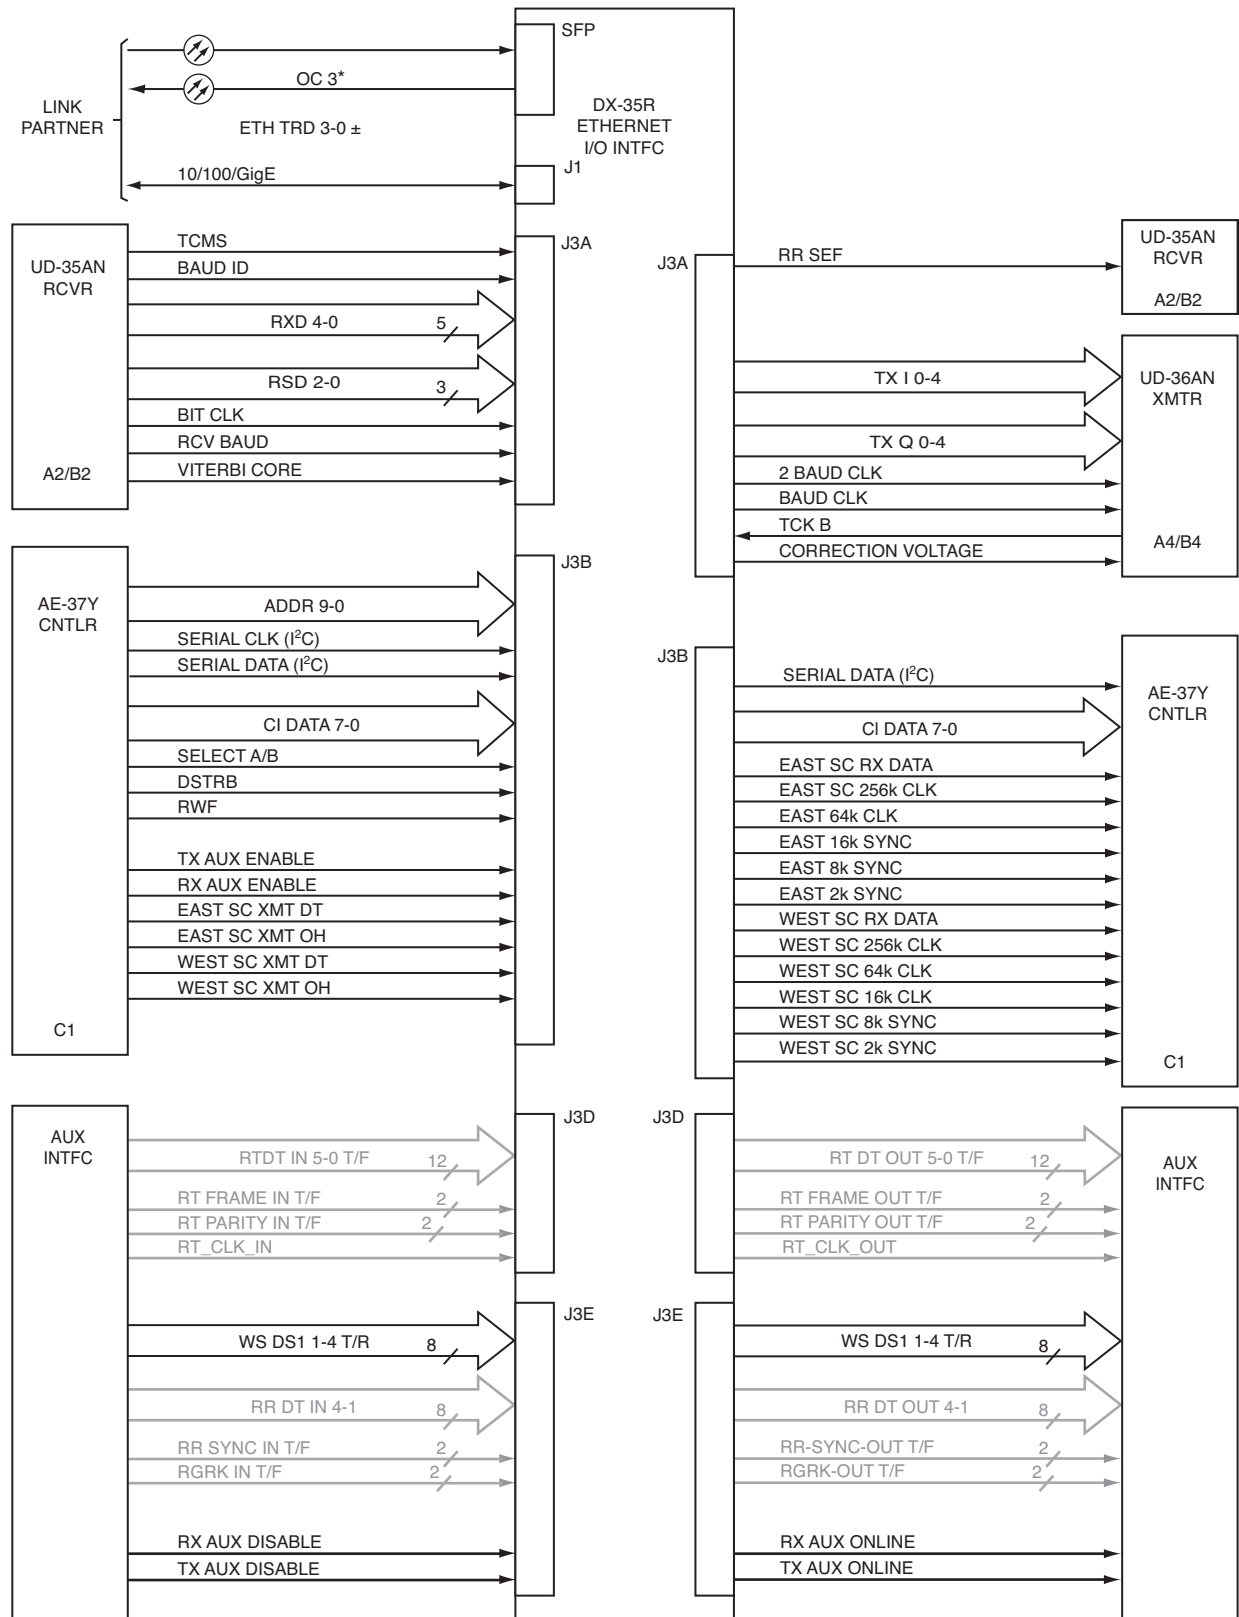 SFP
OC 3*
LINK
PARTNER
ETH TRD 3-0 ±
DX-35R
ETHERNET
I/O INTFC
J1
10/100/GigE
UD-35AN
RCVR
A2/B2
TCMS
BAUD ID
RXD 4-0
5
RSD 2-0
3
BIT CLK
RCV BAUD
VITERBI CORE
J3A
J3A
RR SEF
UD-35AN
RCVR
A2/B2
TX I 0-4
TX Q 0-4
2 BAUD CLK
BAUD CLK
TCK B
CORRECTION VOLTAGE
UD-36AN
XMTR
A4/B4
AE-37Y
CNTLR
C1
ADDR 9-0
SERIAL CLK (I²C)
SERIAL DATA (I²C)
CI DATA 7-0
SELECT A/B
DSTRB
RWF
TX AUX ENABLE
RX AUX ENABLE
EAST SC XMT DT
EAST SC XMT OH
WEST SC XMT DT
WEST SC XMT OH
J3B
J3B
SERIAL DATA (I²C)
CI DATA 7-0
EAST SC RX DATA
EAST SC 256k CLK
EAST 64k CLK
EAST 16k SYNC
EAST 8k SYNC
EAST 2k SYNC
WEST SC RX DATA
WEST SC 256k CLK
WEST SC 64k CLK
WEST SC 16k CLK
WEST SC 8k SYNC
WEST SC 2k SYNC
AE-37Y
CNTLR
C1
AUX
INTFC
RTDT IN 5-0 T/F
12
RT FRAME IN T/F
2
RT PARITY IN T/F
2
RT_CLK_IN
J3D
J3D
RT DT OUT 5-0 T/F
12
RT FRAME OUT T/F
2
RT PARITY OUT T/F
2
RT_CLK_OUT
AUX
INTFC
WS DS1 1-4 T/R
8
RR DT IN 4-1
8
RR SYNC IN T/F
2
RGRK IN T/F
2
RX AUX DISABLE
TX AUX DISABLE
J3E
J3E
WS DS1 1-4 T/R
8
RR DT OUT 4-1
8
RR-SYNC-OUT T/F
2
RGRK-OUT T/F
2
RX AUX ONLINE
TX AUX ONLINE